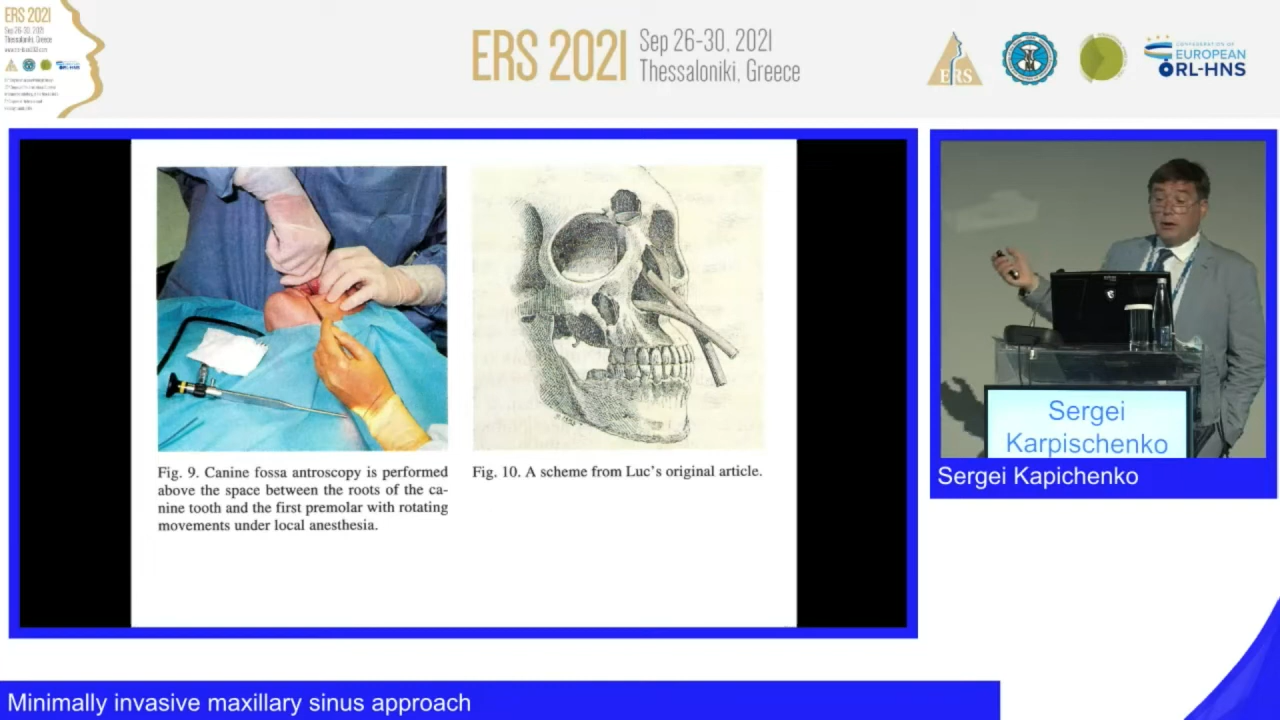 ERS 2021
Sep 26-30, 2021
Thessaloniki, Greece
ERS 2021
Sep 26-30, 2021
Thessaloniki, Greece
ERS
EUROPEAN
ORL-HNS
Fig. 9. Canine fossa antroscopy is performed
above the space between the roots of the ca-
nine tooth and the first premolar with rotating
movements under local anesthesia.
Fig. 10. A scheme from Luc's original article.
Sergei
Karpischenko
Sergei Kapichenko
Minimally invasive maxillary sinus approach